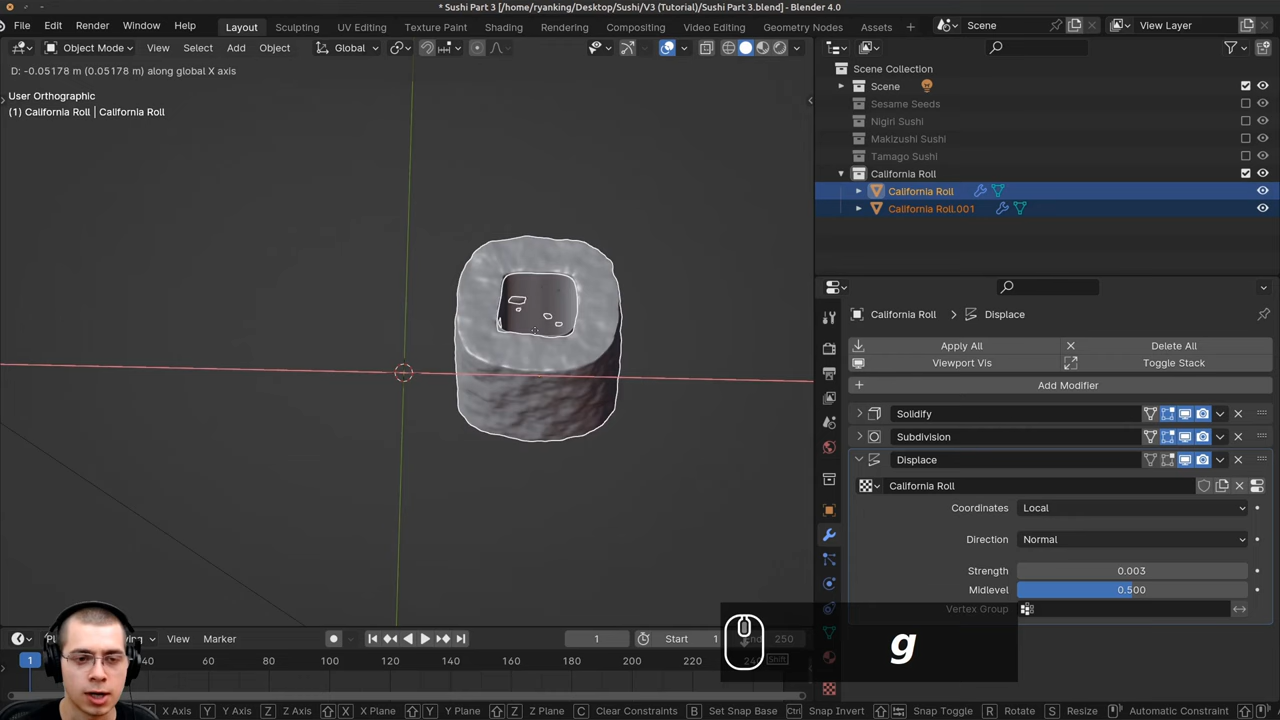 * Sushi Part 3 [/home/ryanking/Desktop/Sushi/V3 (Tutorial)/Sushi Part 3.blend] - Blender 4.0
File Edit Render Window Help Layout Sculpting UV Editing Texture Paint Shading Rendering Compositing Video Editing Geometry Nodes Assets + Scene View Layer
Object Mode View Select Add Object Global
D: -0.05178 m (0.05178 m) along global X axis
User Orthographic
(1) California Roll | California Roll
Scene Collection
Scene
Sesame Seeds
Nigiri Sushi
Makizushi Sushi
Tamago Sushi
California Roll
California Roll
California Roll.001
California Roll > Displace
Apply All Delete All
Viewport Vis Toggle Stack
Add Modifier
Solidify
Subdivision
Displace
California Roll
Coordinates Local
Direction Normal
Strength 0.003
Midlevel 0.500
Vertex Group
g
View Marker 1 Start 1 250
1 40 60 80 100 120 140 160 180 200 220 Shift
X Axis Y Y Axis Z Z Axis X X Plane Y Y Plane Z Z Plane C Clear Constraints B Set Snap Base Ctrl Snap Invert Snap Toggle G Move R Rotate S Resize Automatic Constraint